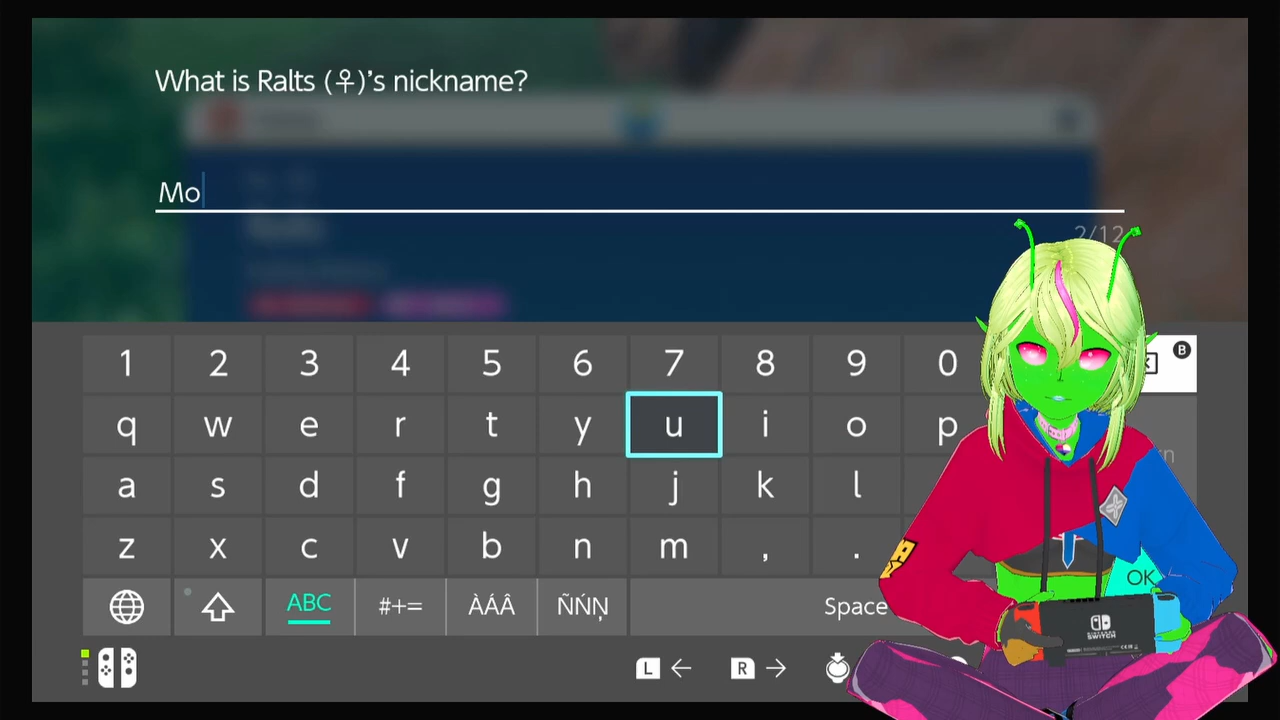 What is Ralts (♀)'s nickname?
Mo
2/12
1 2 3 4 5 6 7 8 9 0
B
q w e r t y u i o p
a s d f g h j k l
z x c v b n m , .
OK
ABC #+= ÀÁÂ ÑŃŅ Space
L ← R →
SWITCH